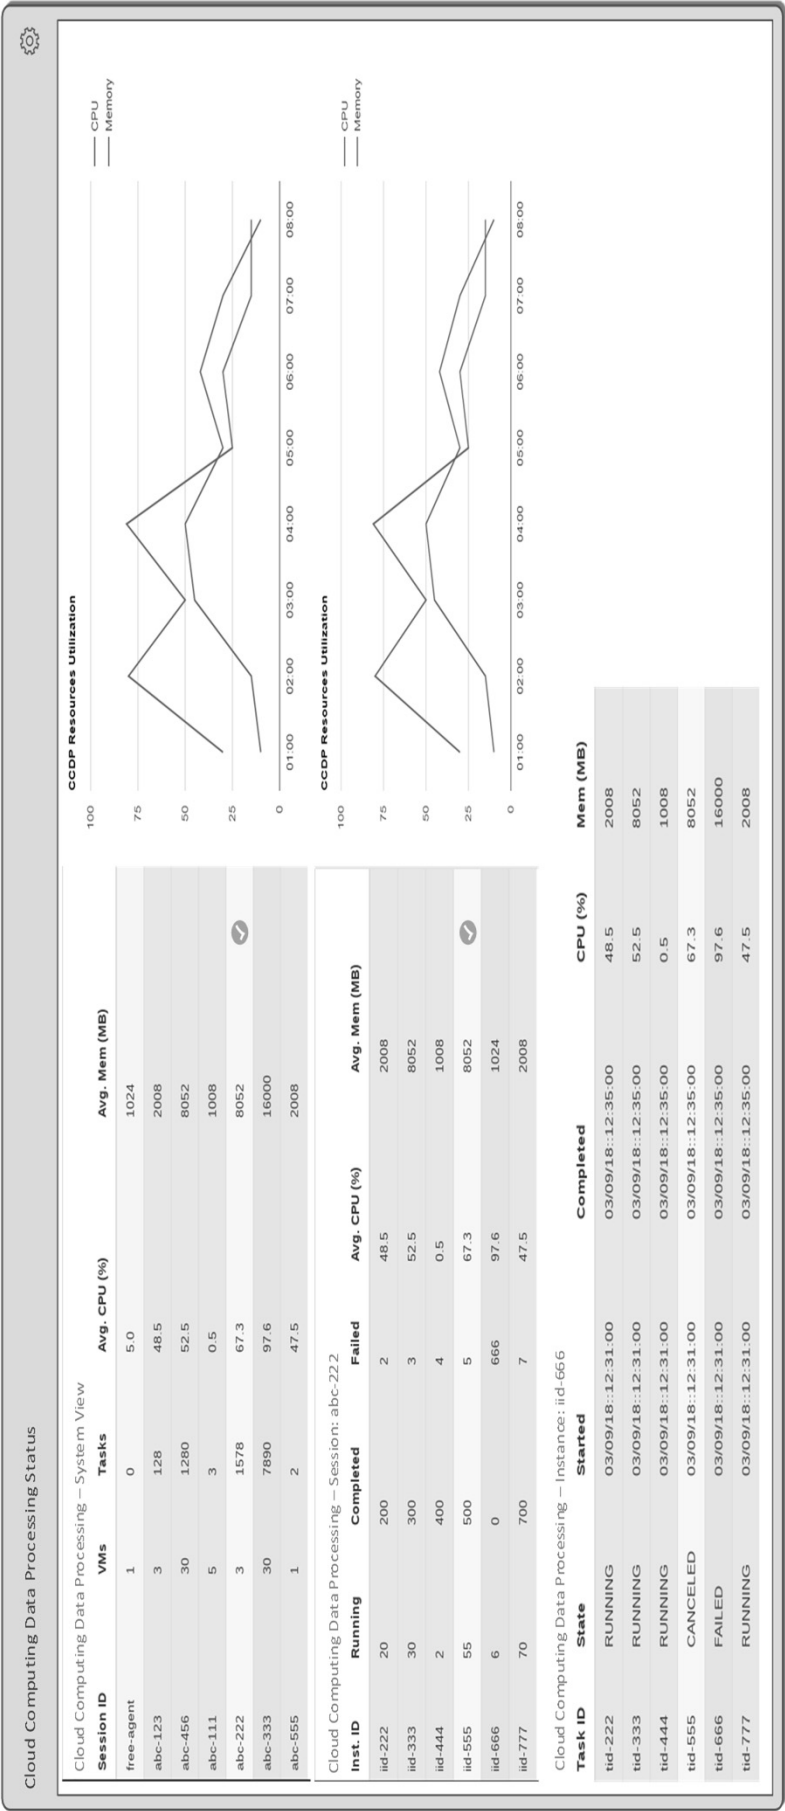 Cloud Computing Data Processing Status
Cloud Computing Data Processing – System View
Session ID VMs Tasks Avg. CPU (%) Avg. Mem (MB)
free-agent 1 0 5.0 1024
abc-123 3 128 48.5 2008
abc-456 30 1280 52.5 8052
abc-111 5 3 0.5 1008
abc-222 3 1578 67.3 8052
abc-333 30 7890 97.6 16000
abc-555 1 2 47.5 2008
CCDP Resources Utilization
100
75
50
25
0
01:00 02:00 03:00 04:00 05:00 06:00 07:00 08:00
CPU
Memory
Cloud Computing Data Processing – Session: abc-222
Inst. ID Running Completed Failed Avg. CPU (%) Avg. Mem (MB)
iid-222 20 200 2 48.5 2008
iid-333 30 300 3 52.5 8052
iid-444 2 400 4 0.5 1008
iid-555 55 500 5 67.3 8052
iid-666 6 0 666 97.6 1024
iid-777 70 700 7 47.5 2008
CCDP Resources Utilization
100
75
50
25
0
01:00 02:00 03:00 04:00 05:00 06:00 07:00 08:00
CPU
Memory
Cloud Computing Data Processing – Instance: iid-666
Task ID State Started Completed CPU (%) Mem (MB)
tid-222 RUNNING 03/09/18::12:31:00 03/09/18::12:35:00 48.5 2008
tid-333 RUNNING 03/09/18::12:31:00 03/09/18::12:35:00 52.5 8052
tid-444 RUNNING 03/09/18::12:31:00 03/09/18::12:35:00 0.5 1008
tid-555 CANCELED 03/09/18::12:31:00 03/09/18::12:35:00 67.3 8052
tid-666 FAILED 03/09/18::12:31:00 03/09/18::12:35:00 97.6 16000
tid-777 RUNNING 03/09/18::12:31:00 03/09/18::12:35:00 47.5 2008